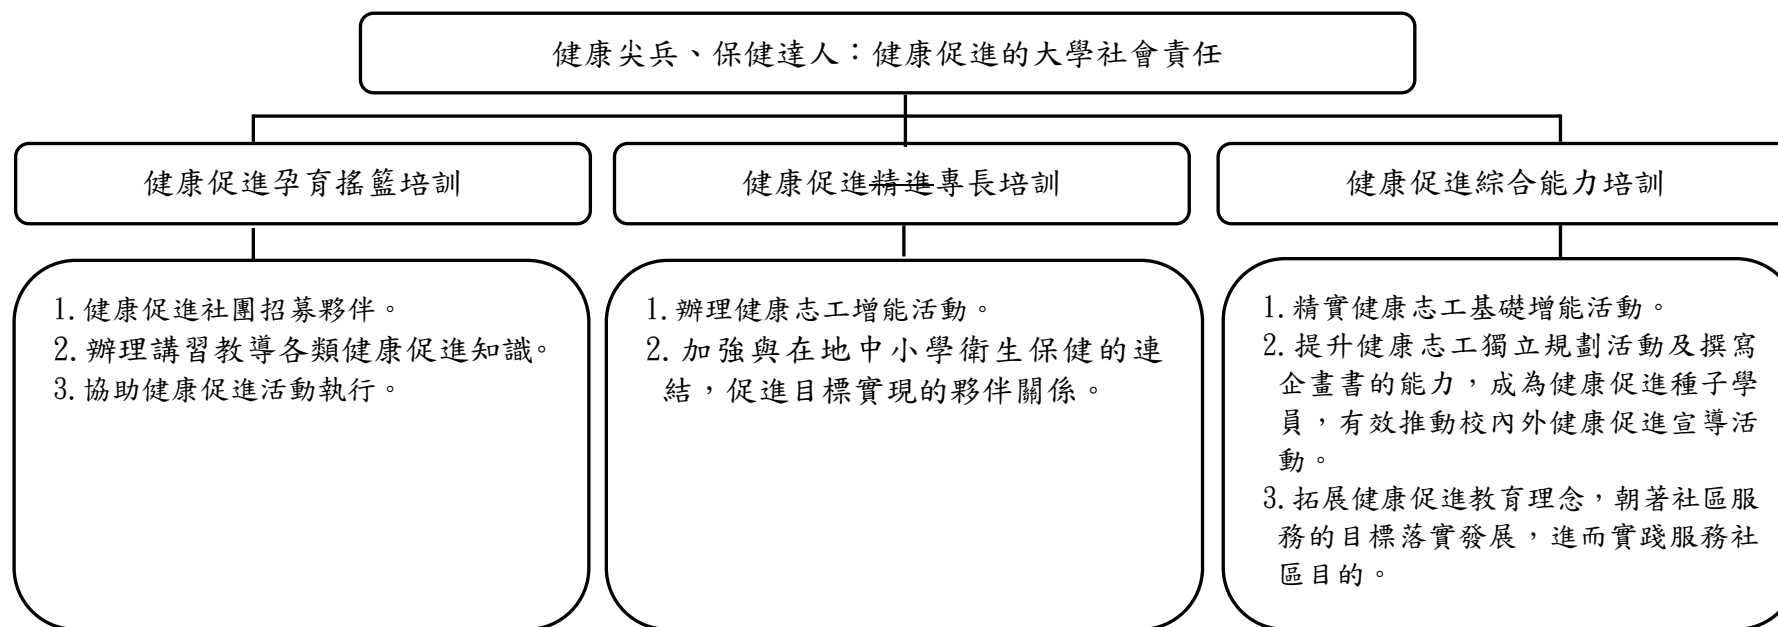 健康尖兵、保健達人：健康促進的大學社會責任
健康促進孕育搖籃培訓
健康促進精進專長培訓
健康促進綜合能力培訓
1.健康促進社團招募夥伴。
2.辦理講習教導各類健康促進知識。
3.協助健康促進活動執行。
1.辦理健康志工增能活動。
2.加強與在地中小學衛生保健的連
結，促進目標實現的夥伴關係。
1.精實健康志工基礎增能活動。
2.提升健康志工獨立規劃活動及撰寫
企畫書的能力，成為健康促進種子學
員，有效推動校內外健康促進宣導活
動。
3.拓展健康促進教育理念，朝著社區服
務的目標落實發展，進而實踐服務社
區目的。